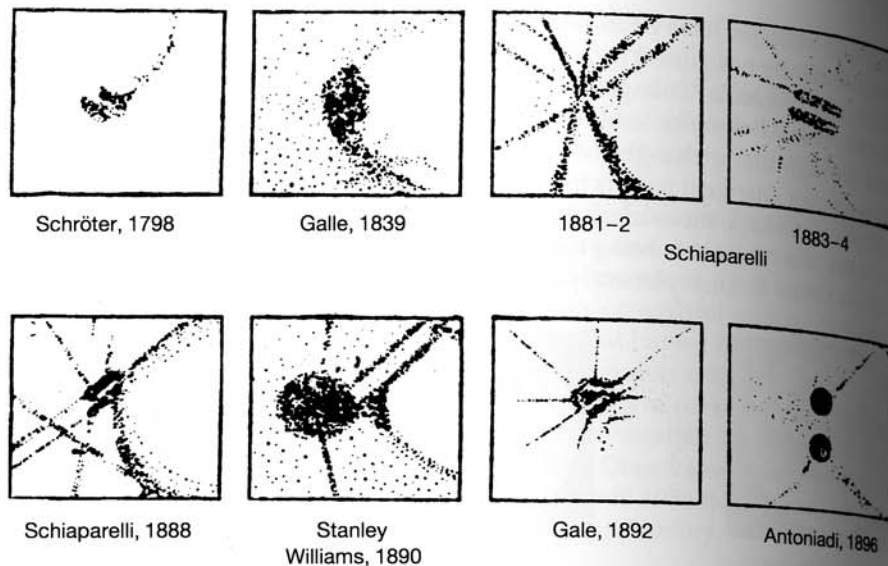 Schröter, 1798
Galle, 1839
1881–2
1883–4
Schiaparelli
Schiaparelli, 1888
Stanley
Williams, 1890
Gale, 1892
Antoniadi, 1896